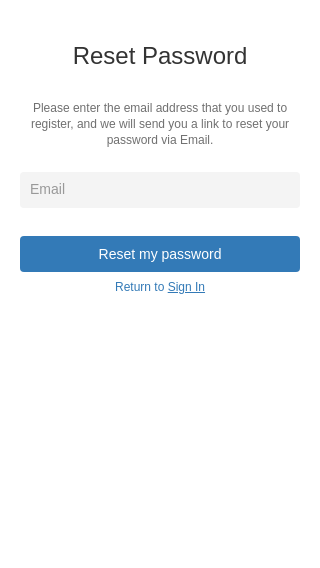 Reset Password
Please enter the email address that you used to
register, and we will send you a link to reset your
password via Email.
Email
Reset my password
Return to Sign In